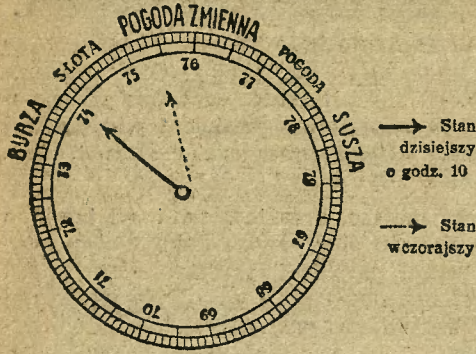 POGODA ZMIENNA
SŁOTA
POGODA
BURZA
SUSZA
76
75
77
74
78
73
79
72
67
71
68
70
69
Stan
dzisiejszy
o godz. 10
Stan
wczorajszy